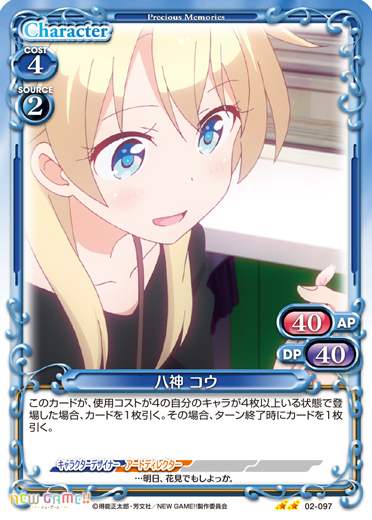 Precious Memories
Character
COST
4
SOURCE
2
40 AP
DP 40
八神 コウ
このカードが、使用コストが4の自分のキャラが4枚以上いる状態で登
場した場合、カードを1枚引く。その場合、ターン終了時にカードを1枚
引く。
キャラクターデザイナー アートディレクター
…明日、花見でもしよっか。
NEW GAME!!
©得能正太郎・芳文社／NEW GAME!!製作委員会
02-097